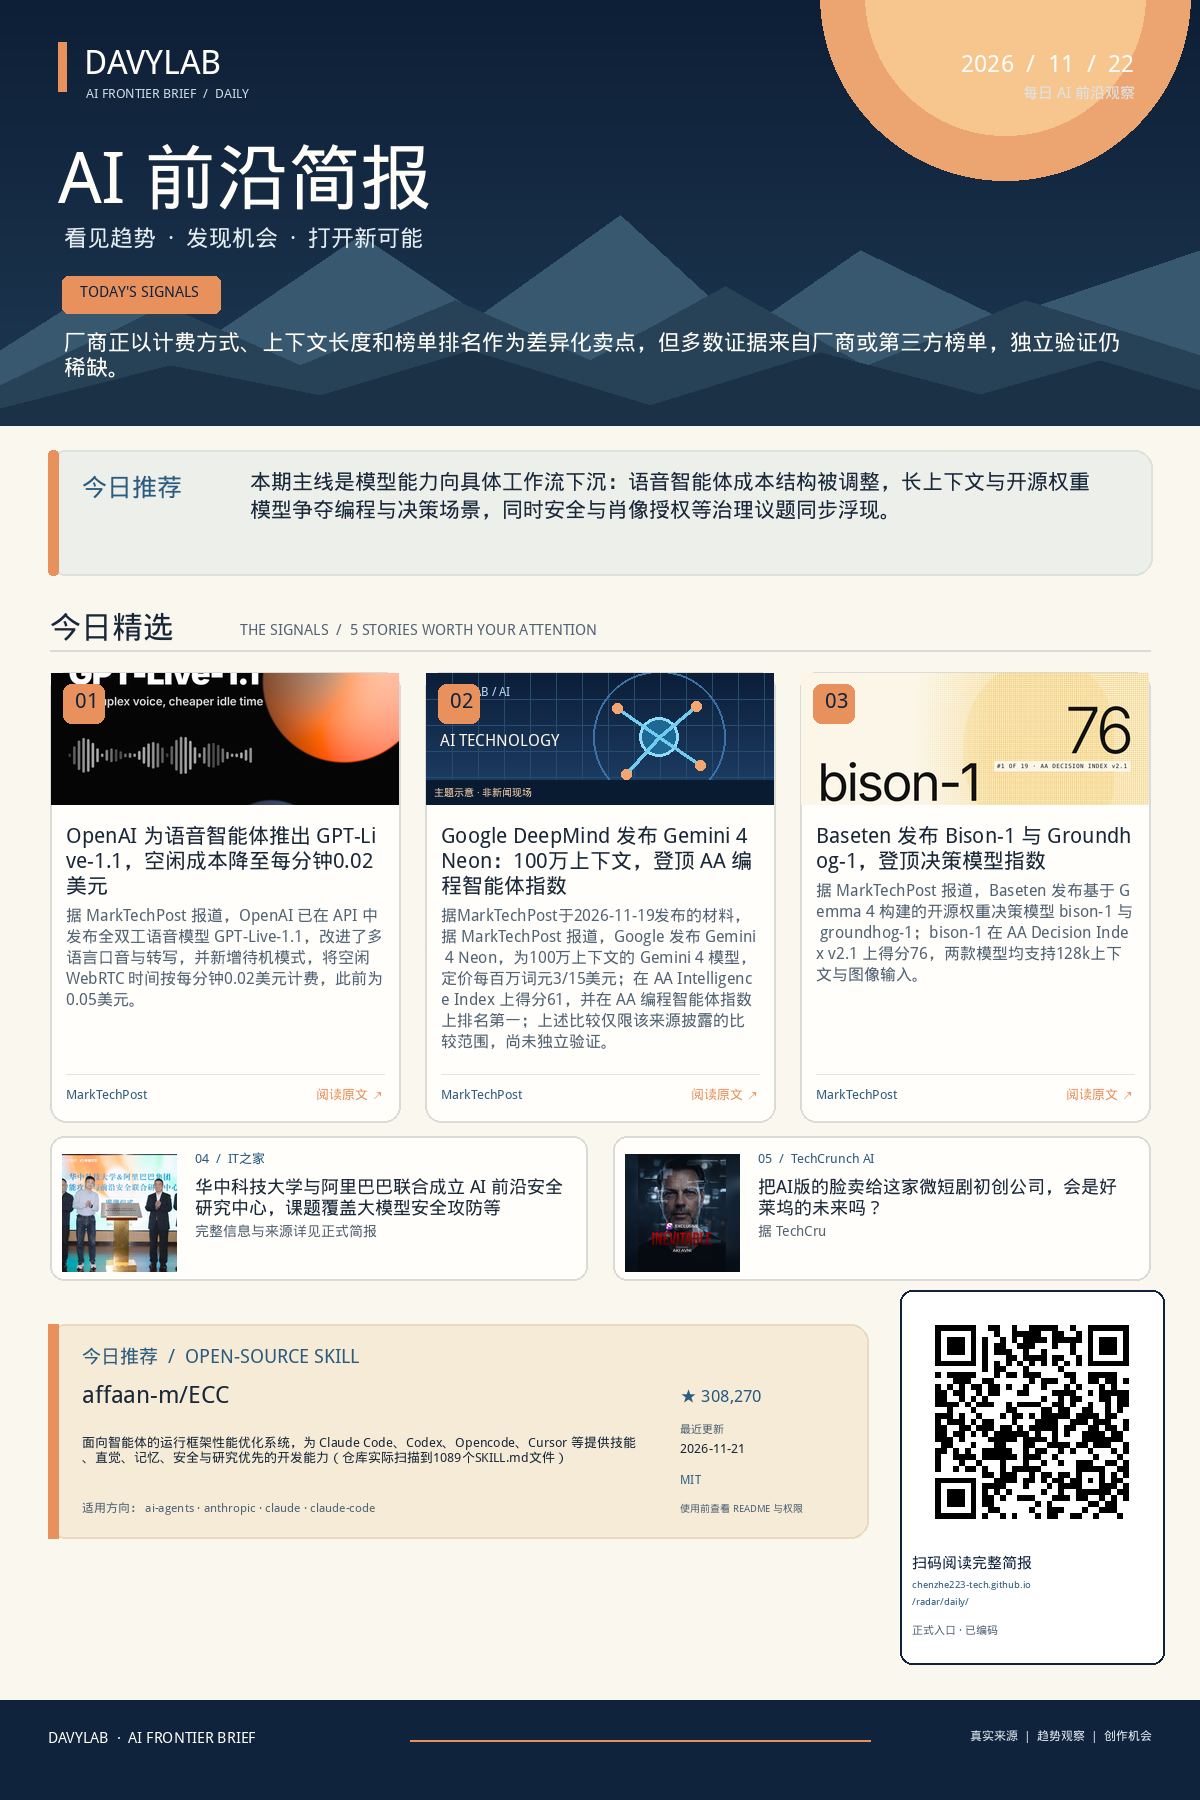 DAVYLAB
AI FRONTIER BRIEF / DAILY
2026 / 11 / 22
每日 AI 前沿观察
AI 前沿简报
看见趋势 · 发现机会 · 打开新可能
TODAY'S SIGNALS
厂商正以计费方式、上下文长度和榜单排名作为差异化卖点，但多数证据来自厂商或第三方榜单，独立验证仍
稀缺。
今日推荐
本期主线是模型能力向具体工作流下沉：语音智能体成本结构被调整，长上下文与开源权重
模型争夺编程与决策场景，同时安全与肖像授权等治理议题同步浮现。
今日精选
THE SIGNALS / 5 STORIES WORTH YOUR ATTENTION
GPT-Live-1.1
01
uplex voice, cheaper idle time
OpenAI 为语音智能体推出 GPT-Li
ve-1.1，空闲成本降至每分钟0.02
美元
据 MarkTechPost 报道，OpenAI 已在 API 中
发布全双工语音模型 GPT-Live-1.1，改进了多
语言口音与转写，并新增待机模式，将空闲
WebRTC 时间按每分钟0.02美元计费，此前为
0.05美元。
MarkTechPost
阅读原文 ↗
02
AB / AI
AI TECHNOLOGY
主题示意 · 非新闻现场
Google DeepMind 发布 Gemini 4
Neon：100万上下文，登顶 AA 编
程智能体指数
据MarkTechPost于2026-11-19发布的材料，
据 MarkTechPost 报道，Google 发布 Gemini
4 Neon，为100万上下文的 Gemini 4 模型，
定价每百万词元3/15美元；在 AA Intelligenc
e Index 上得分61，并在 AA 编程智能体指数
上排名第一；上述比较仅限该来源披露的比
较范围，尚未独立验证。
MarkTechPost
阅读原文 ↗
03
76
#1 OF 19 · AA DECISION INDEX v2.1
bison-1
Baseten 发布 Bison-1 与 Groundh
og-1，登顶决策模型指数
据 MarkTechPost 报道，Baseten 发布基于 G
emma 4 构建的开源权重决策模型 bison-1 与
groundhog-1；bison-1 在 AA Decision Inde
x v2.1 上得分76，两款模型均支持128k上下
文与图像输入。
MarkTechPost
阅读原文 ↗
04 / IT之家
华中科技大学与阿里巴巴联合成立 AI 前沿安全
研究中心，课题覆盖大模型安全攻防等
完整信息与来源详见正式简报
05 / TechCrunch AI
把AI版的脸卖给这家微短剧初创公司，会是好
莱坞的未来吗？
据 TechCru
EXCLUSIVE
INEVITABLE
今日推荐 / OPEN-SOURCE SKILL
affaan-m/ECC
面向智能体的运行框架性能优化系统，为 Claude Code、Codex、Opencode、Cursor 等提供技能
、直觉、记忆、安全与研究优先的开发能力（仓库实际扫描到1089个SKILL.md文件）
适用方向： ai-agents · anthropic · claude · claude-code
★ 308,270
最近更新
2026-11-21
MIT
使用前查看 README 与权限
扫码阅读完整简报
chenzhe223-tech.github.io
/radar/daily/
正式入口 · 已编码
DAVYLAB · AI FRONTIER BRIEF
真实来源 | 趋势观察 | 创作机会